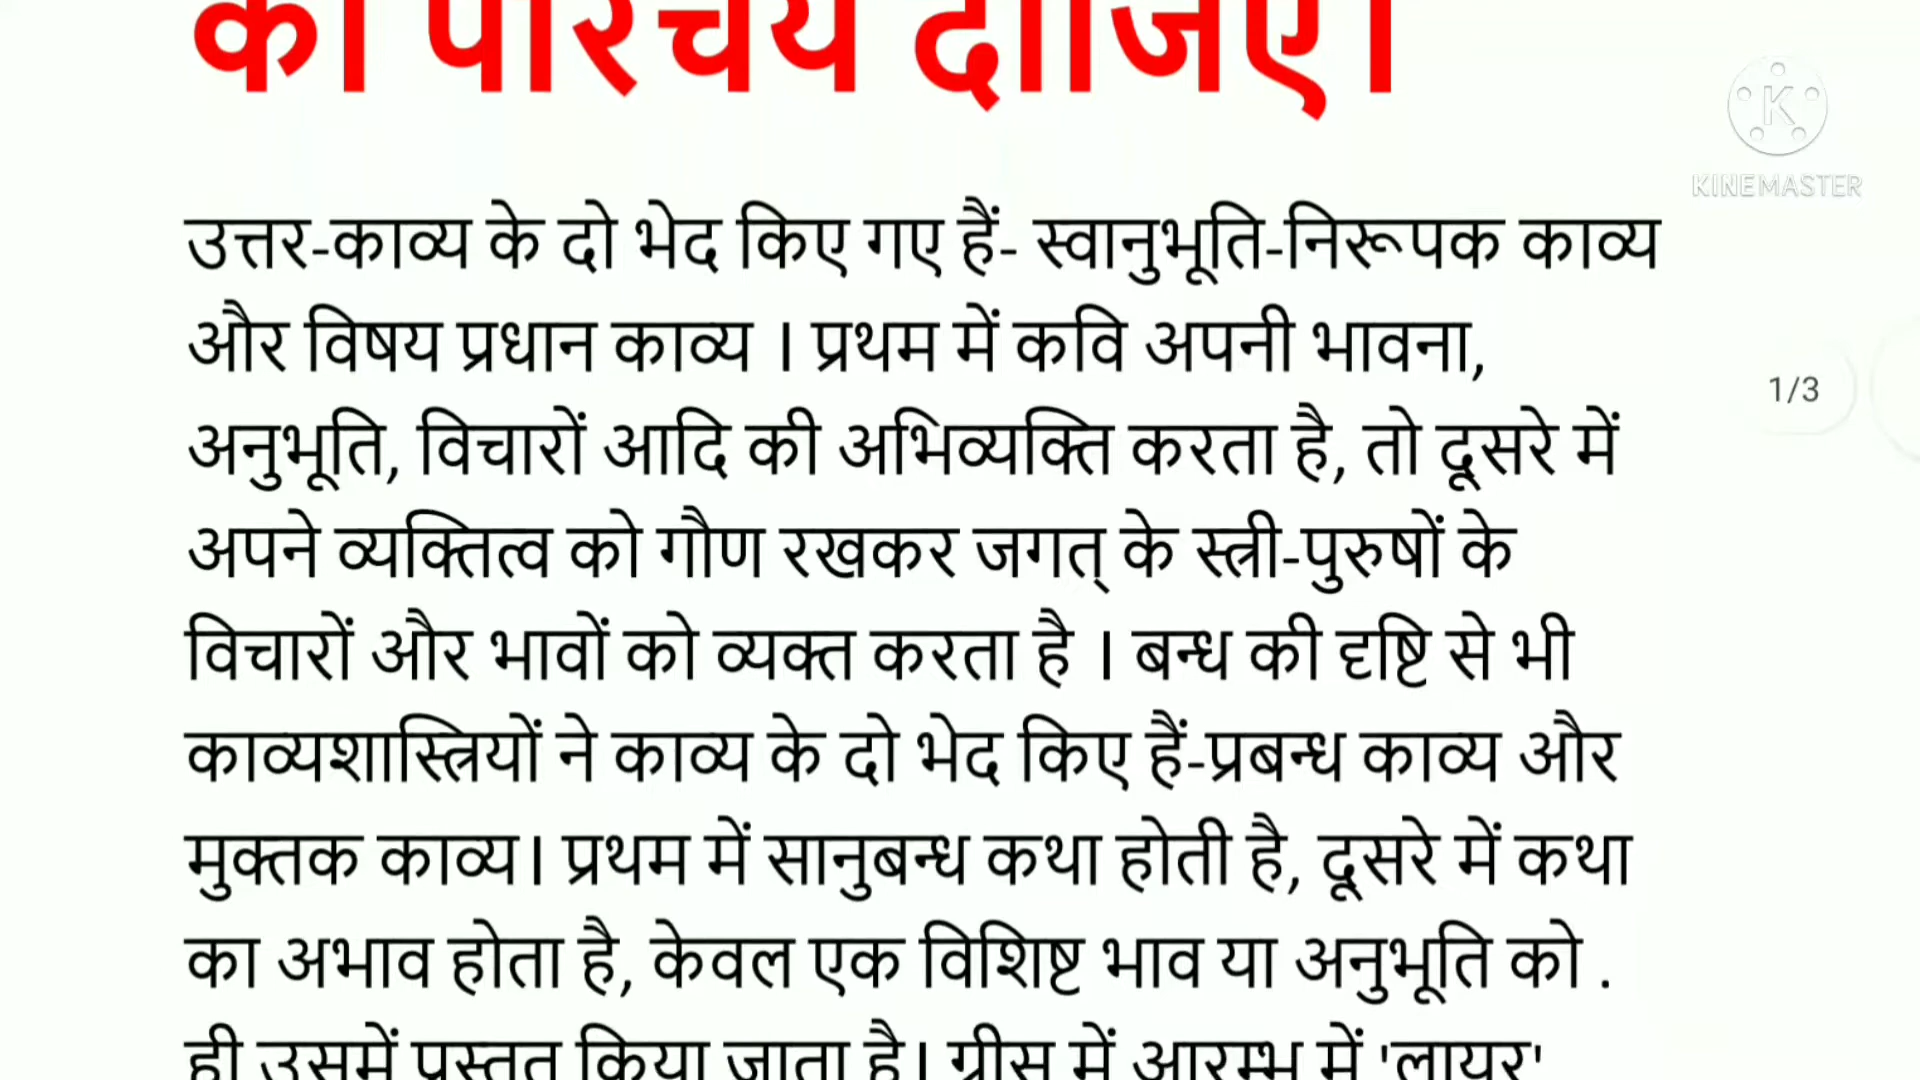 का परिचय दीजिए।
KINEMASTER
उत्तर-काव्य के दो भेद किए गए हैं- स्वानुभूति-निरूपक काव्य
और विषय प्रधान काव्य । प्रथम में कवि अपनी भावना,
1/3
अनुभूति, विचारों आदि की अभिव्यक्ति करता है, तो दूसरे में
अपने व्यक्तित्व को गौण रखकर जगत् के स्त्री-पुरुषों के
विचारों और भावों को व्यक्त करता है । बन्ध की दृष्टि से भी
काव्यशास्त्रियों ने काव्य के दो भेद किए हैं-प्रबन्ध काव्य और
मुक्तक काव्य। प्रथम में सानुबन्ध कथा होती है, दूसरे में कथा
का अभाव होता है, केवल एक विशिष्ट भाव या अनुभूति को .
ही उसमें प्रस्तुत किया जाता है। ग्रीस में आरम्भ में 'लायर'